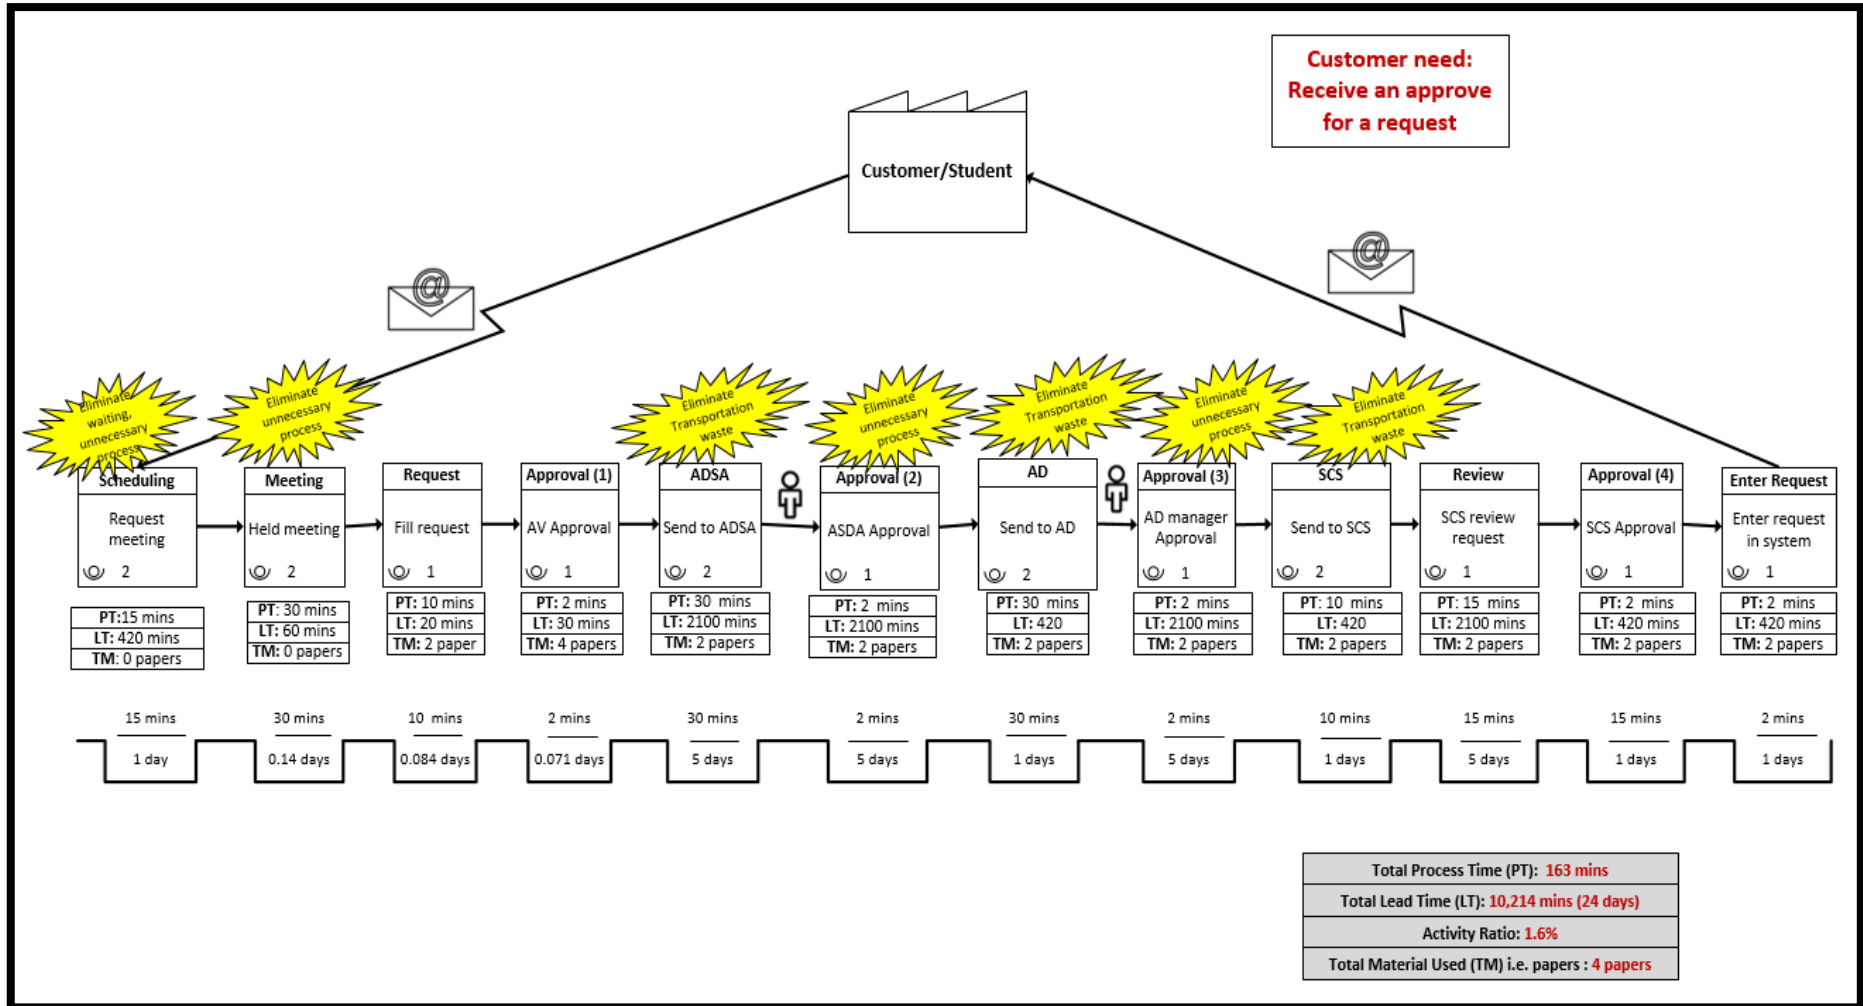 Customer need:
Receive an approve
for a request
Customer/Student
@
@
Eliminate
waiting,
unnecessary
process
Eliminate
unnecessary
process
Eliminate
Transportation
waste
Eliminate
unnecessary
process
Eliminate
Transportation
waste
Eliminate
unnecessary
process
Eliminate
Transportation
waste
Scheduling
Request
meeting
2
PT:15 mins
LT: 420 mins
TM: 0 papers
Meeting
Held meeting
2
PT: 30 mins
LT: 60 mins
TM: 0 papers
Request
Fill request
1
PT: 10 mins
LT: 20 mins
TM: 2 paper
Approval (1)
AV Approval
1
PT: 2 mins
LT: 30 mins
TM: 4 papers
ADSA
Send to ADSA
2
PT: 30 mins
LT: 2100 mins
TM: 2 papers
Approval (2)
ASDA Approval
1
PT: 2 mins
LT: 2100 mins
TM: 2 papers
AD
Send to AD
2
PT: 30 mins
LT: 420
TM: 2 papers
Approval (3)
AD manager
Approval
1
PT: 2 mins
LT: 2100 mins
TM: 2 papers
SCS
Send to SCS
2
PT: 10 mins
LT: 420
TM: 2 papers
Review
SCS review
request
1
PT: 15 mins
LT: 2100 mins
TM: 2 papers
Approval (4)
SCS Approval
1
PT: 2 mins
LT: 420 mins
TM: 2 papers
Enter Request
Enter request
in system
1
PT: 2 mins
LT: 420 mins
TM: 2 papers
15 mins
1 day
30 mins
0.14 days
10 mins
0.084 days
2 mins
0.071 days
30 mins
5 days
2 mins
5 days
30 mins
1 days
2 mins
5 days
10 mins
1 days
15 mins
5 days
15 mins
1 days
2 mins
1 days
Total Process Time (PT): 163 mins
Total Lead Time (LT): 10,214 mins (24 days)
Activity Ratio: 1.6%
Total Material Used (TM) i.e. papers : 4 papers